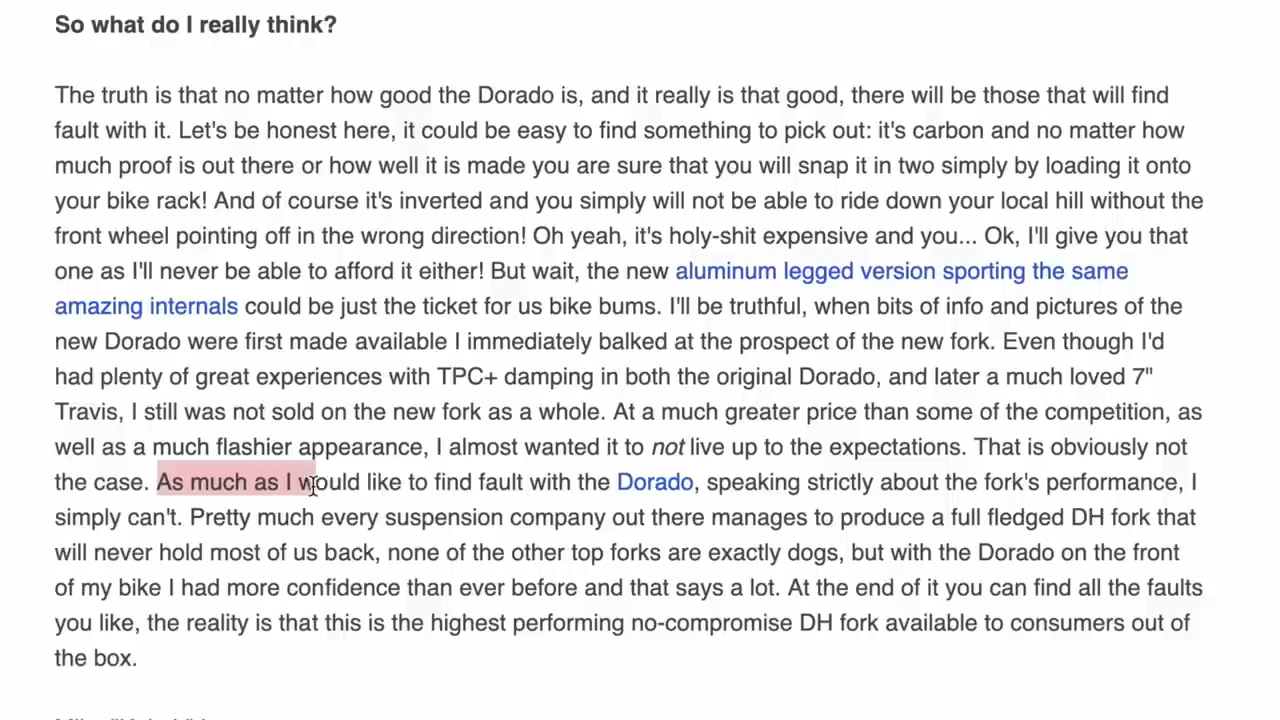 So what do I really think?
The truth is that no matter how good the Dorado is, and it really is that good, there will be those that will find
fault with it. Let's be honest here, it could be easy to find something to pick out: it's carbon and no matter how
much proof is out there or how well it is made you are sure that you will snap it in two simply by loading it onto
your bike rack! And of course it's inverted and you simply will not be able to ride down your local hill without the
front wheel pointing off in the wrong direction! Oh yeah, it's holy-shit expensive and you... Ok, I'll give you that
one as I'll never be able to afford it either! But wait, the new aluminum legged version sporting the same
amazing internals could be just the ticket for us bike bums. I'll be truthful, when bits of info and pictures of the
new Dorado were first made available I immediately balked at the prospect of the new fork. Even though I'd
had plenty of great experiences with TPC+ damping in both the original Dorado, and later a much loved 7"
Travis, I still was not sold on the new fork as a whole. At a much greater price than some of the competition, as
well as a much flashier appearance, I almost wanted it to not live up to the expectations. That is obviously not
the case. As much as I would like to find fault with the Dorado, speaking strictly about the fork's performance, I
simply can't. Pretty much every suspension company out there manages to produce a full fledged DH fork that
will never hold most of us back, none of the other top forks are exactly dogs, but with the Dorado on the front
of my bike I had more confidence than ever before and that says a lot. At the end of it you can find all the faults
you like, the reality is that this is the highest performing no-compromise DH fork available to consumers out of
the box.